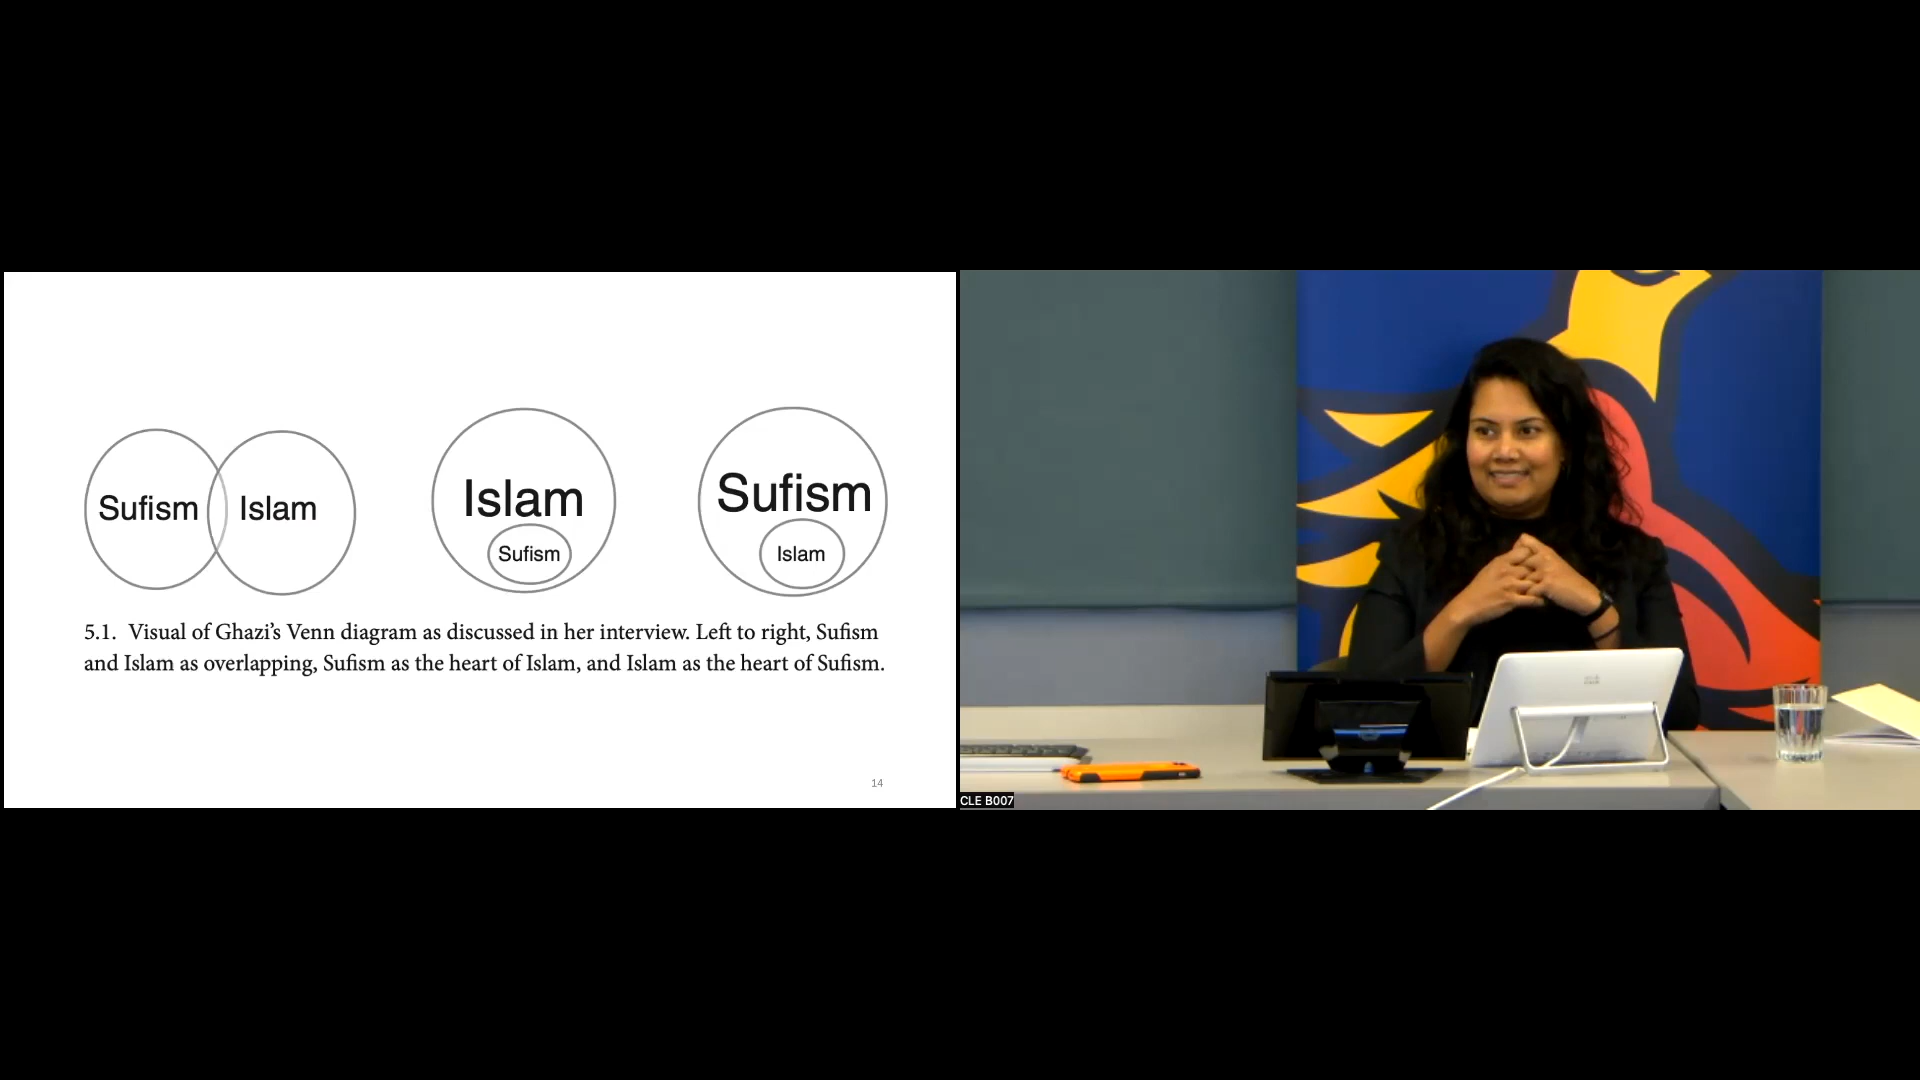 Sufism Islam
Islam
Sufism
Sufism
Islam
5.1. Visual of Ghazi’s Venn diagram as discussed in her interview. Left to right, Sufism
and Islam as overlapping, Sufism as the heart of Islam, and Islam as the heart of Sufism.
14
CLE B007